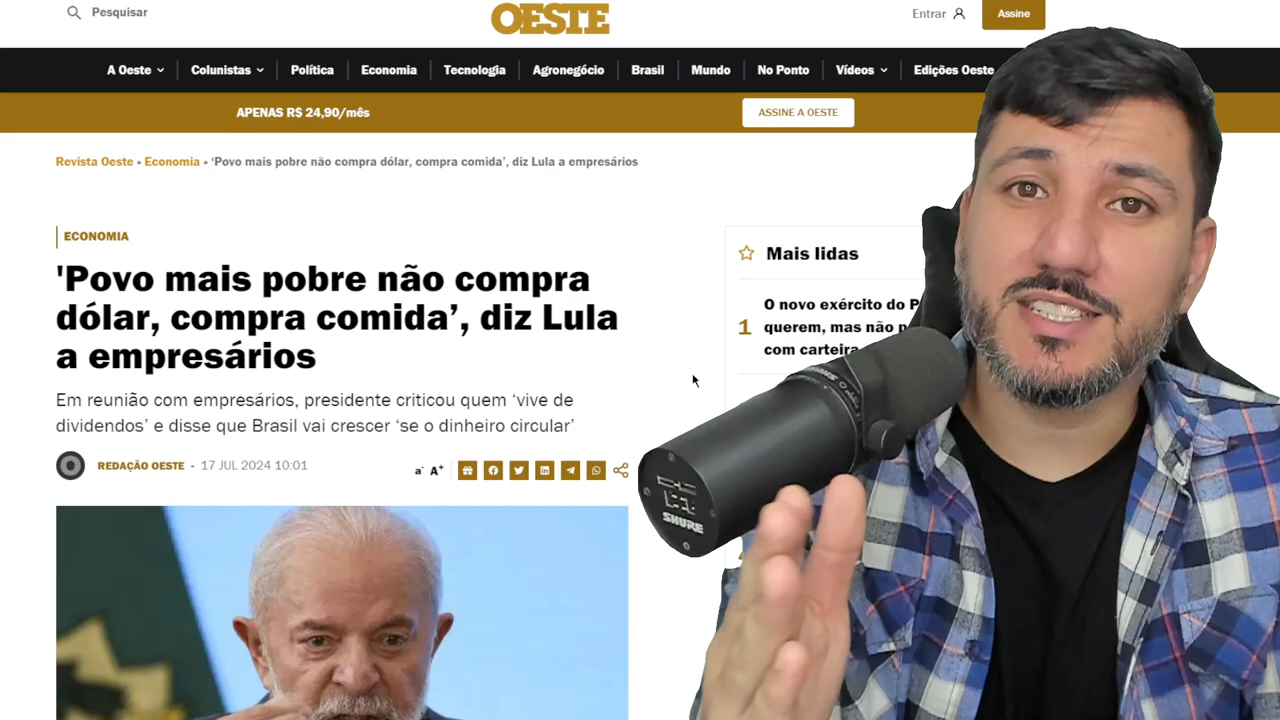 Pesquisar
OESTE
Entrar
Assine
A Oeste
Colunistas
Política
Economia
Tecnologia
Agronegócio
Brasil
Mundo
No Ponto
Vídeos
Edições Oeste
APENAS R$ 24,90/mês
ASSINE A OESTE
Revista Oeste • Economia • ‘Povo mais pobre não compra dólar, compra comida’, diz Lula a empresários
ECONOMIA
'Povo mais pobre não compra
dólar, compra comida’, diz Lula
a empresários
Em reunião com empresários, presidente criticou quem ‘vive de
dividendos’ e disse que Brasil vai crescer ‘se o dinheiro circular’
REDAÇÃO OESTE - 17 JUL 2024 10:01
a- A+
Mais lidas
1
O novo exército do P
querem, mas não
com carteira
SHURE